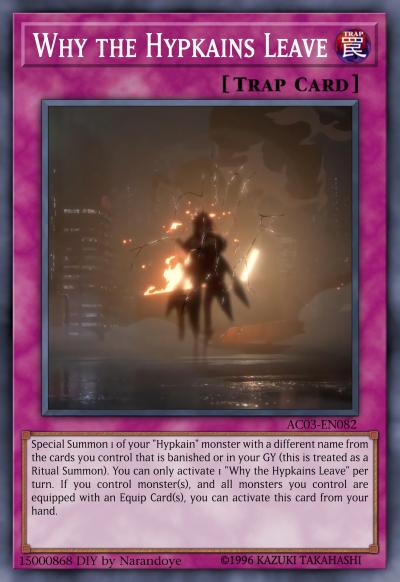 Why the Hypkains Leave
TRAP
罠
[Trap Card]
AC03-EN082
Special Summon 1 of your "Hypkain" monster with a different name from
the cards you control that is banished or in your GY (this is treated as a
Ritual Summon). You can only activate 1 "Why the Hypkains Leave" per
turn. If you control monster(s), and all monsters you control are
equipped with an Equip Card(s), you can activate this card from your
hand.
15000868 DIY by Narandoye
©1996 KAZUKI TAKAHASHI